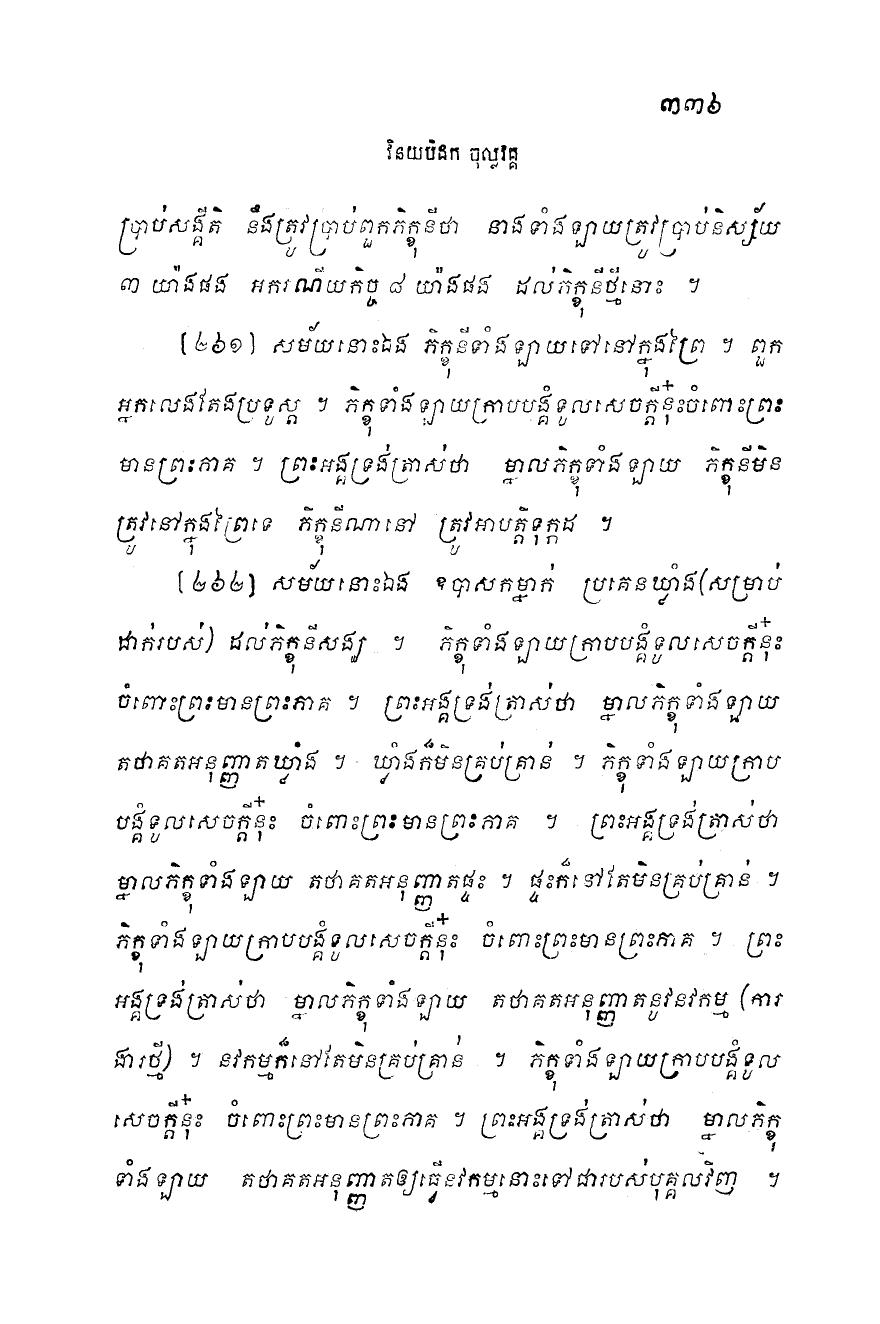 ៣៣៦
វិនយបិដក ចុល្លវគ្គ
ប្រាប់សង្គីតិ នឹងត្រូវប្រាប់ពួកភិក្ខុនីថា នាងទាំងឡាយត្រូវប្រាប់និស្ស័យ
៣ យ៉ាងផង អករណីយកិច្ច ៨ យ៉ាងផង ដល់ភិក្ខុនីថ្មីនោះ ។
[២៦១] សម័យនោះឯង ភិក្ខុនីទាំងឡាយទៅនៅក្នុងព្រៃ ។ ពួក
អ្នកលេងតែងប្រទូស្ត ។ ភិក្ខុទាំងឡាយក្រាបបង្គំទូលសេចក្តីនុ៎ះចំពោះព្រះ
មានព្រះភាគ ។ ព្រះអង្គទ្រង់ត្រាស់ថា ម្នាលភិក្ខុទាំងឡាយ ភិក្ខុនីមិន
ត្រូវនៅក្នុងព្រៃទេ ភិក្ខុនីណានៅ ត្រូវអាបត្តិទុក្កដ ។
[២៦២] សម័យនោះឯង ឧបាសកម្នាក់ ប្រគេនឃ្លាំង(សម្រាប់
ដាក់របស់) ដល់ភិក្ខុនីសង្ឃ ។ ភិក្ខុទាំងឡាយក្រាបបង្គំទូលសេចក្តីនុ៎ះ
ចំពោះព្រះមានព្រះភាគ ។ ព្រះអង្គទ្រង់ត្រាស់ថា ម្នាលភិក្ខុទាំងឡាយ
តថាគតអនុញ្ញាតឃ្លាំង ។ ឃ្លាំងក៏មិនគ្រប់គ្រាន់ ។ ភិក្ខុទាំងឡាយក្រាប
បង្គំទូលសេចក្តីនុ៎ះ ចំពោះព្រះមានព្រះភាគ ។ ព្រះអង្គទ្រង់ត្រាស់ថា
ម្នាលភិក្ខុទាំងឡាយ តថាគតអនុញ្ញាតផ្ទះ ។ ផ្ទះក៏នៅតែមិនគ្រប់គ្រាន់ ។
ភិក្ខុទាំងឡាយក្រាបបង្គំទូលសេចក្តីនុ៎ះ ចំពោះព្រះមានព្រះភាគ ។ ព្រះ
អង្គទ្រង់ត្រាស់ថា ម្នាលភិក្ខុទាំងឡាយ តថាគតអនុញ្ញាតនូវនវកម្ម (ការ
ងារថ្មី) ។ នវកម្មក៏នៅតែមិនគ្រប់គ្រាន់ ។ ភិក្ខុទាំងឡាយក្រាបបង្គំទូល
សេចក្តីនុ៎ះ ចំពោះព្រះមានព្រះភាគ ។ ព្រះអង្គទ្រង់ត្រាស់ថា ម្នាលភិក្ខុ
ទាំងឡាយ តថាគតអនុញ្ញាតឲ្យធ្វើនវកម្មនោះទៅជារបស់បុគ្គលវិញ ។